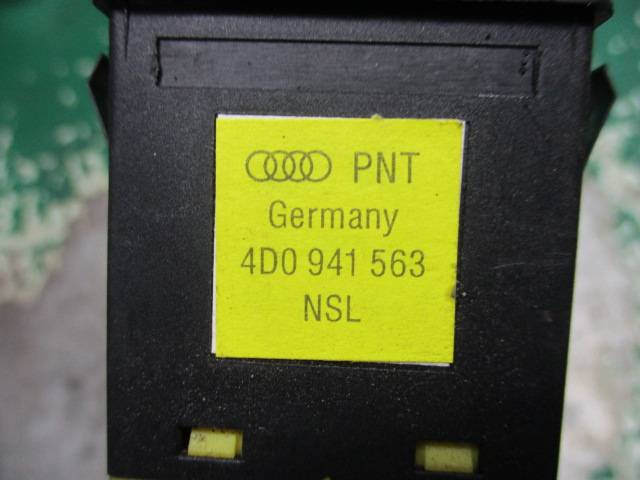 PNT
Germany
4D0 941 563
NSL